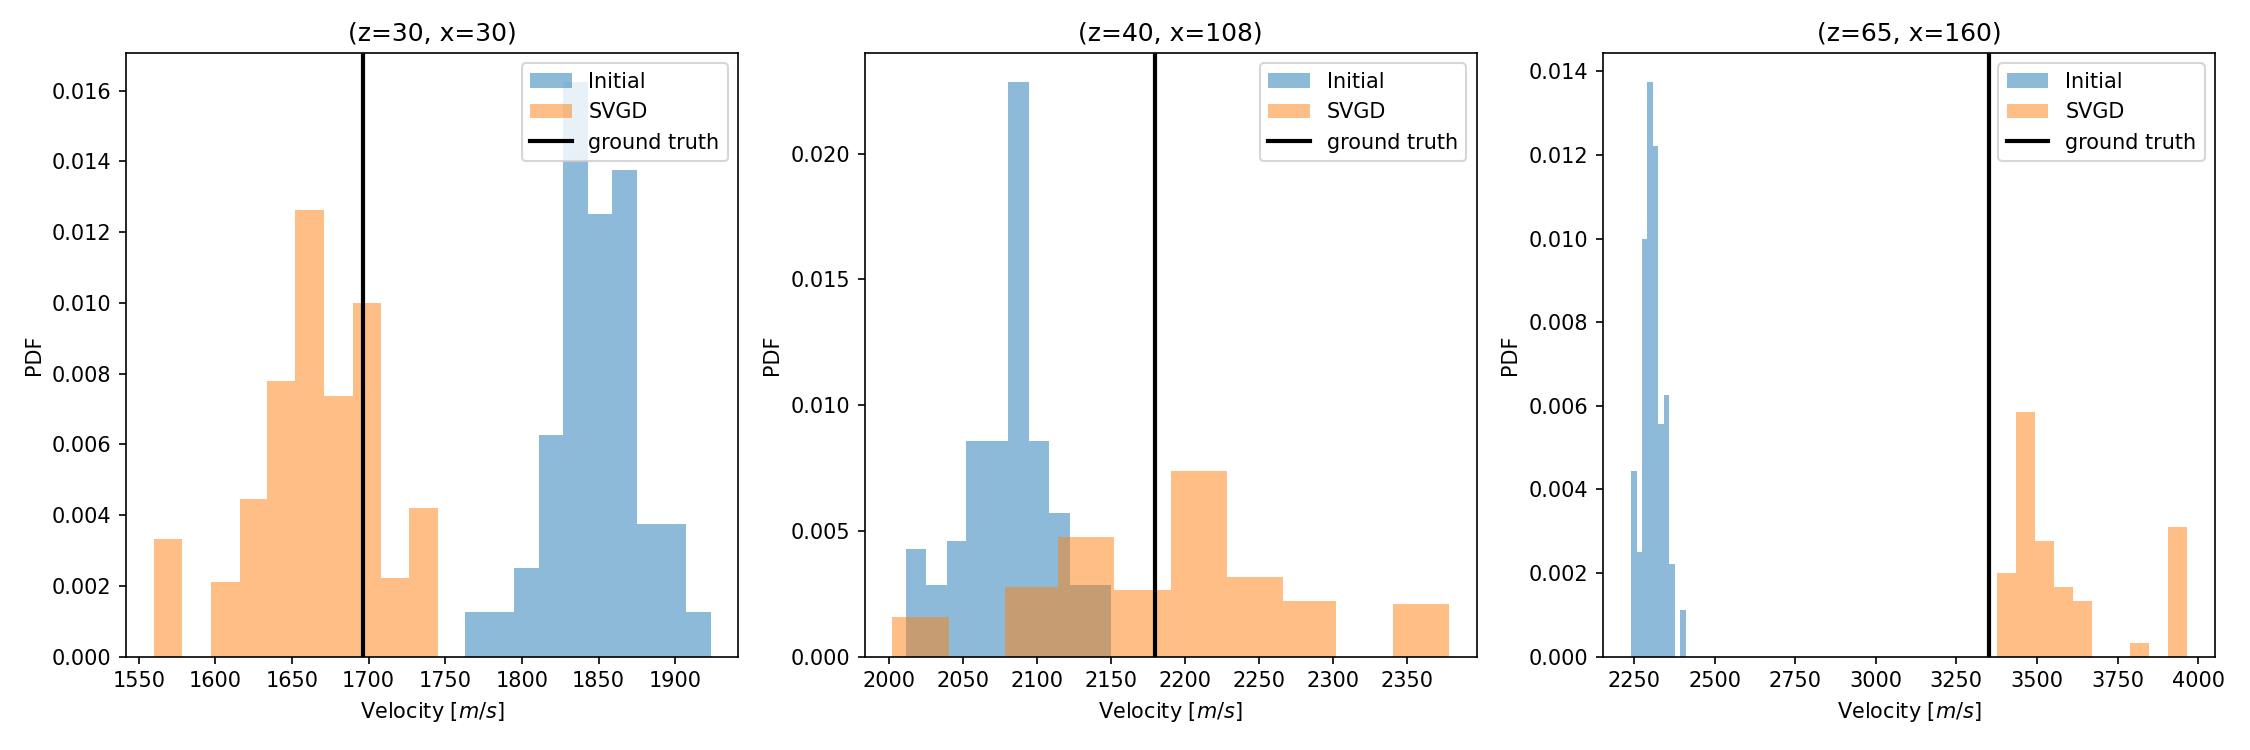 (z=30, x=30)
Initial
SVGD
ground truth
PDF
0.016
0.014
0.012
0.010
0.008
0.006
0.004
0.002
0.000
1550 1600 1650 1700 1750 1800 1850 1900
Velocity [m/s]
(z=40, x=108)
Initial
SVGD
ground truth
PDF
0.020
0.015
0.010
0.005
0.000
2000 2050 2100 2150 2200 2250 2300 2350
Velocity [m/s]
(z=65, x=160)
Initial
SVGD
ground truth
PDF
0.014
0.012
0.010
0.008
0.006
0.004
0.002
0.000
2250 2500 2750 3000 3250 3500 3750 4000
Velocity [m/s]